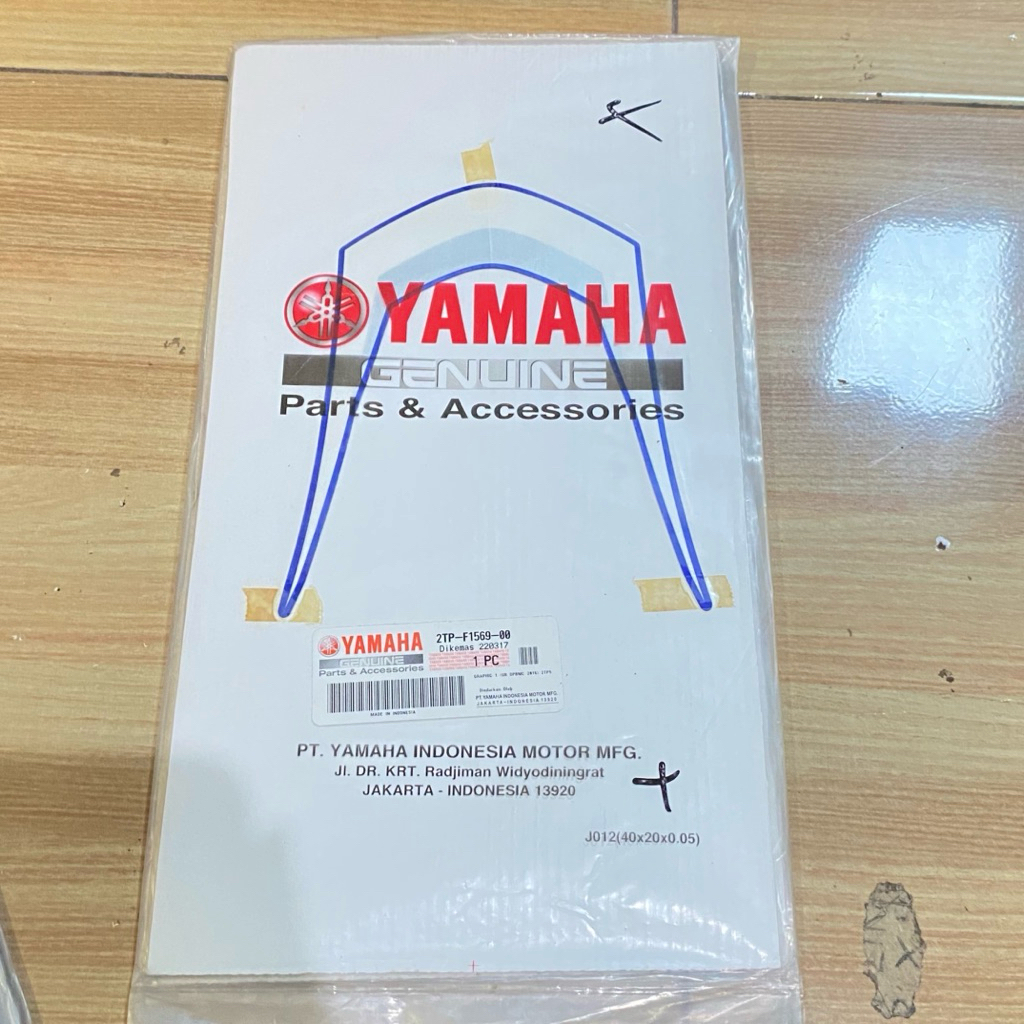 YAMAHA
GENUINE
Parts & Accessories
YAMAHA
GENUINE
Parts & Accessories
2TP-F1569-00
Dikemas 220317
1 PC
MADE IN INDONESIA
PT YAMAHA INDONESIA MOTOR MFG.
JAKARTA-INDONESIA 13920
PT. YAMAHA INDONESIA MOTOR MFG.
Jl. DR. KRT. Radjiman Widyodiningrat
JAKARTA - INDONESIA 13920
J012(40x20x0.05)